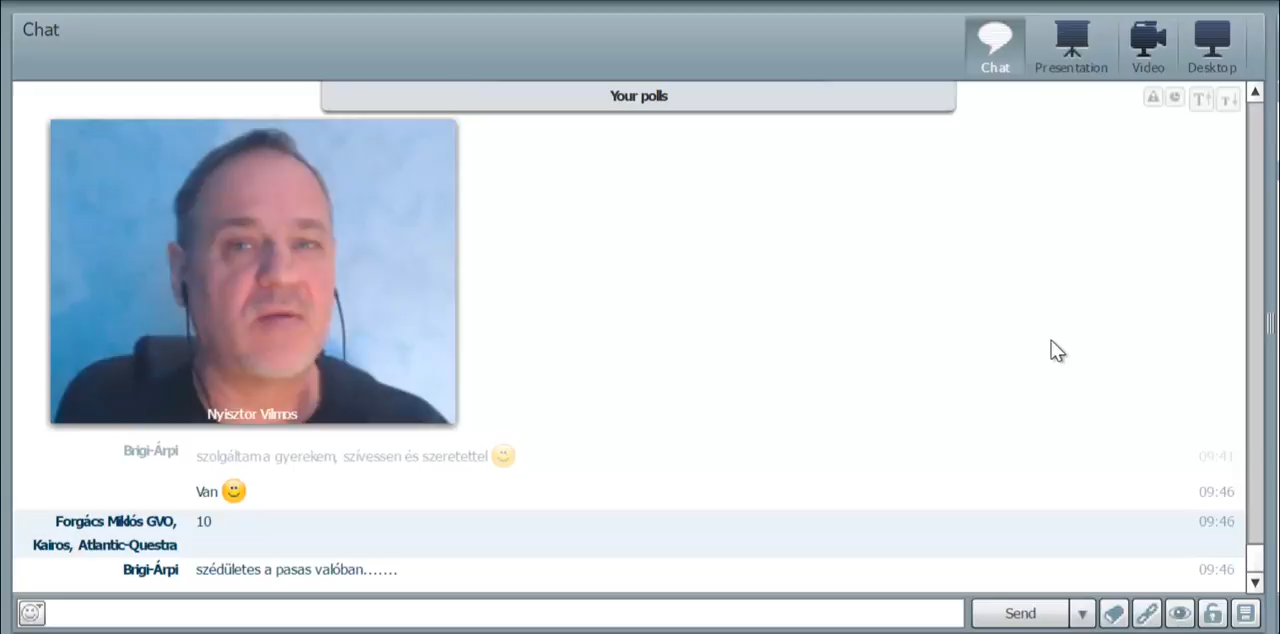 Chat
Chat
Presentation
Video
Desktop
Your polls
Nyisztor Vilmos
Brigi-Árpi szolgáltam a gyerekem, szívessen és szeretettel 09:41
Van 09:46
Forgács Miklós GVO, 10 09:46
Kairos, Atlantic-Questra
Brigi-Árpi szédületes a pasas valóban....... 09:46
Send